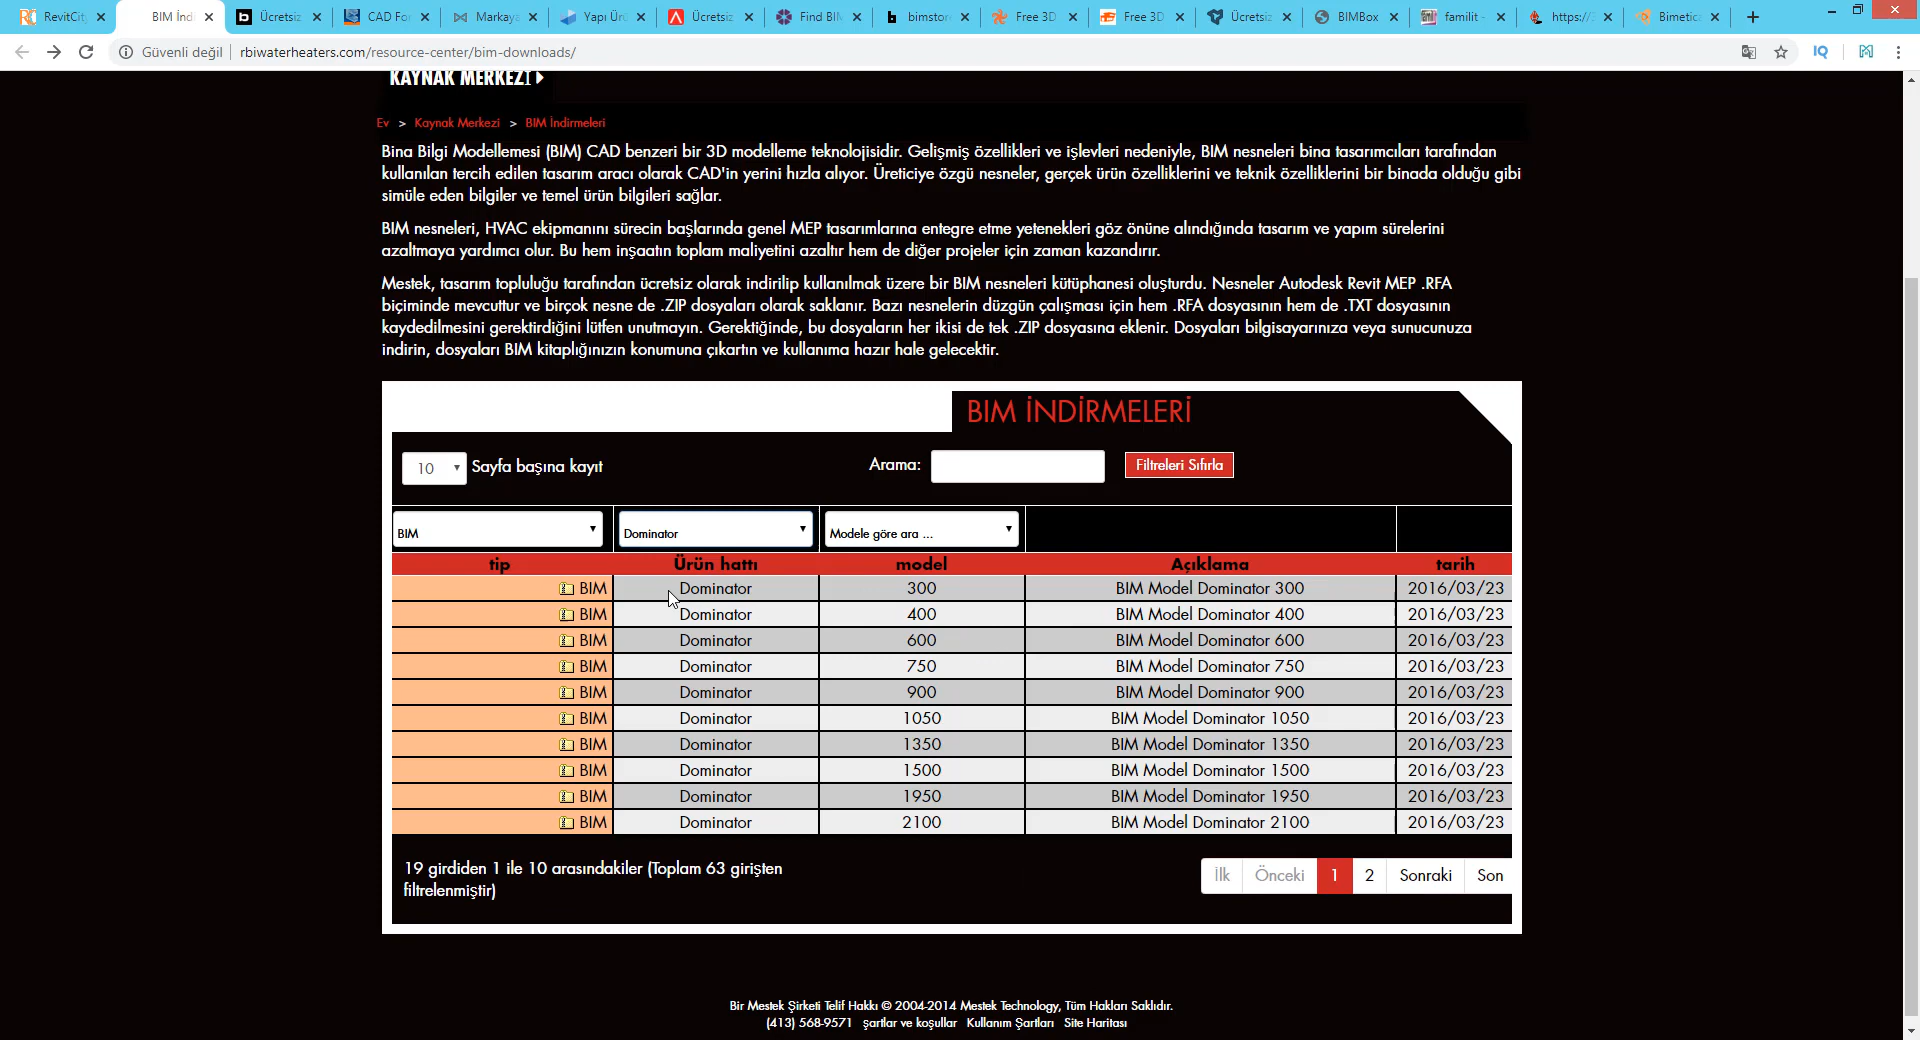 RevitCit
BIM İnd
Ücretsiz
CAD For
Markaya
Yapı Ürü
Ücretsiz
Find BIM
bimstor
Free 3D
Free 3D
Ücretsiz
BIMBox
familit -
https://
Bimetica
Güvenli değil
rbiwaterheaters.com/resource-center/bim-downloads/
KAYNAK MERKEZİ
Ev > Kaynak Merkezi > BIM İndirmeleri
Bina Bilgi Modellemesi (BIM) CAD benzeri bir 3D modelleme teknolojisidir. Gelişmiş özellikleri ve işlevleri nedeniyle, BIM nesneleri bina tasarımcıları tarafından
kullanılan tercih edilen tasarım aracı olarak CAD'in yerini hızla alıyor. Üreticiye özgü nesneler, gerçek ürün özelliklerini ve teknik özelliklerini bir binada olduğu gibi
simüle eden bilgiler ve temel ürün bilgileri sağlar.
BIM nesneleri, HVAC ekipmanını sürecin başlarında genel MEP tasarımlarına entegre etme yetenekleri göz önüne alındığında tasarım ve yapım sürelerini
azaltmaya yardımcı olur. Bu hem inşaatın toplam maliyetini azaltır hem de diğer projeler için zaman kazandırır.
Mestek, tasarım topluluğu tarafından ücretsiz olarak indirilip kullanılmak üzere bir BIM nesneleri kütüphanesi oluşturdu. Nesneler Autodesk Revit MEP .RFA
biçiminde mevcuttur ve birçok nesne de .ZIP dosyaları olarak saklanır. Bazı nesnelerin düzgün çalışması için hem .RFA dosyasının hem de .TXT dosyasının
kaydedilmesini gerektirdiğini lütfen unutmayın. Gerektiğinde, bu dosyaların her ikisi de tek .ZIP dosyasına eklenir. Dosyaları bilgisayarınıza veya sunucunuza
indirin, dosyaları BIM kitaplığınızın konumuna çıkartın ve kullanıma hazır hale gelecektir.
BIM İNDİRMELERİ
10 Sayfa başına kayıt Arama: Filtreleri Sıfırla
BIM Dominator Modele göre ara ...
tip Ürün hattı model Açıklama tarih
BIM Dominator 300 BIM Model Dominator 300 2016/03/23
BIM Dominator 400 BIM Model Dominator 400 2016/03/23
BIM Dominator 600 BIM Model Dominator 600 2016/03/23
BIM Dominator 750 BIM Model Dominator 750 2016/03/23
BIM Dominator 900 BIM Model Dominator 900 2016/03/23
BIM Dominator 1050 BIM Model Dominator 1050 2016/03/23
BIM Dominator 1350 BIM Model Dominator 1350 2016/03/23
BIM Dominator 1500 BIM Model Dominator 1500 2016/03/23
BIM Dominator 1950 BIM Model Dominator 1950 2016/03/23
BIM Dominator 2100 BIM Model Dominator 2100 2016/03/23
19 girdiden 1 ile 10 arasındakiler (Toplam 63 girişten
filtrelenmiştir)
İlk Önceki 1 2 Sonraki Son
Bir Mestek Şirketi Telif Hakkı © 2004-2014 Mestek Technology, Tüm Hakları Saklıdır.
(413) 568-9571 şartlar ve koşullar Kullanım Şartları Site Haritası